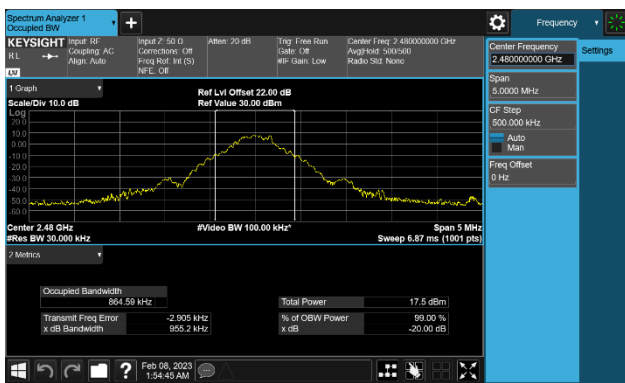 Spectrum Analyzer 1
Occupied BW
Frequency
KEYSIGHT Input: RF
RL Coupling: AC
Align: Auto
LXI
Input Z: 50 Ω
Corrections: Off
Freq Ref: Int (S)
NFE: Off
Atten: 20 dB
Trig: Free Run
Gate: Off
#IF Gain: Low
Center Freq: 2.480000000 GHz
Avg|Hold: 500/500
Radio Std: None
Center Frequency
2.480000000 GHz
Settings
Span
5.0000 MHz
CF Step
500.000 kHz
Auto
Man
Freq Offset
0 Hz
1 Graph
Scale/Div 10.0 dB
Ref Lvl Offset 22.00 dB
Ref Value 30.00 dBm
Log
20.0
10.0
0.00
-10.0
-20.0
-30.0
-40.0
-50.0
-60.0
Center 2.48 GHz
#Res BW 30.000 kHz
#Video BW 100.00 kHz*
Span 5 MHz
Sweep 6.87 ms (1001 pts)
2 Metrics
Occupied Bandwidth
864.59 kHz
Total Power 17.5 dBm
Transmit Freq Error -2.905 kHz
% of OBW Power 99.00 %
x dB Bandwidth 955.2 kHz
x dB -20.00 dB
?
Feb 08, 2023
1:54:45 AM